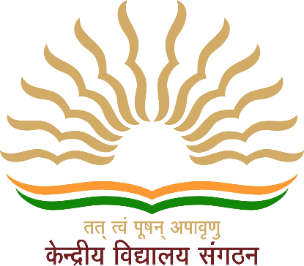 तत् त्वं पूषन् अपावृणु
केन्द्रीय विद्यालय संगठन